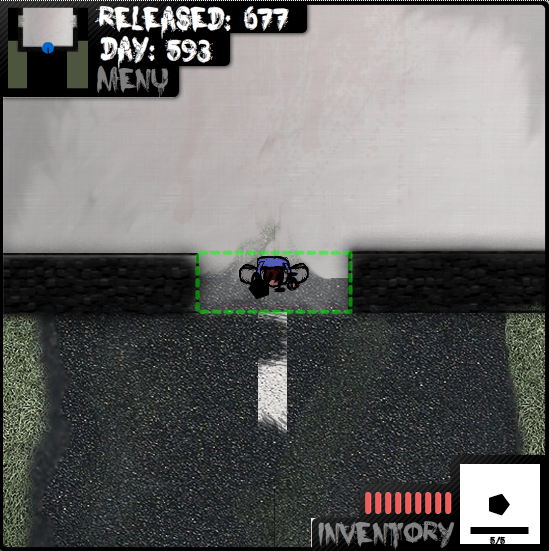 RELEASED: 677
DAY: 593
MENU
INVENTORY
5/5